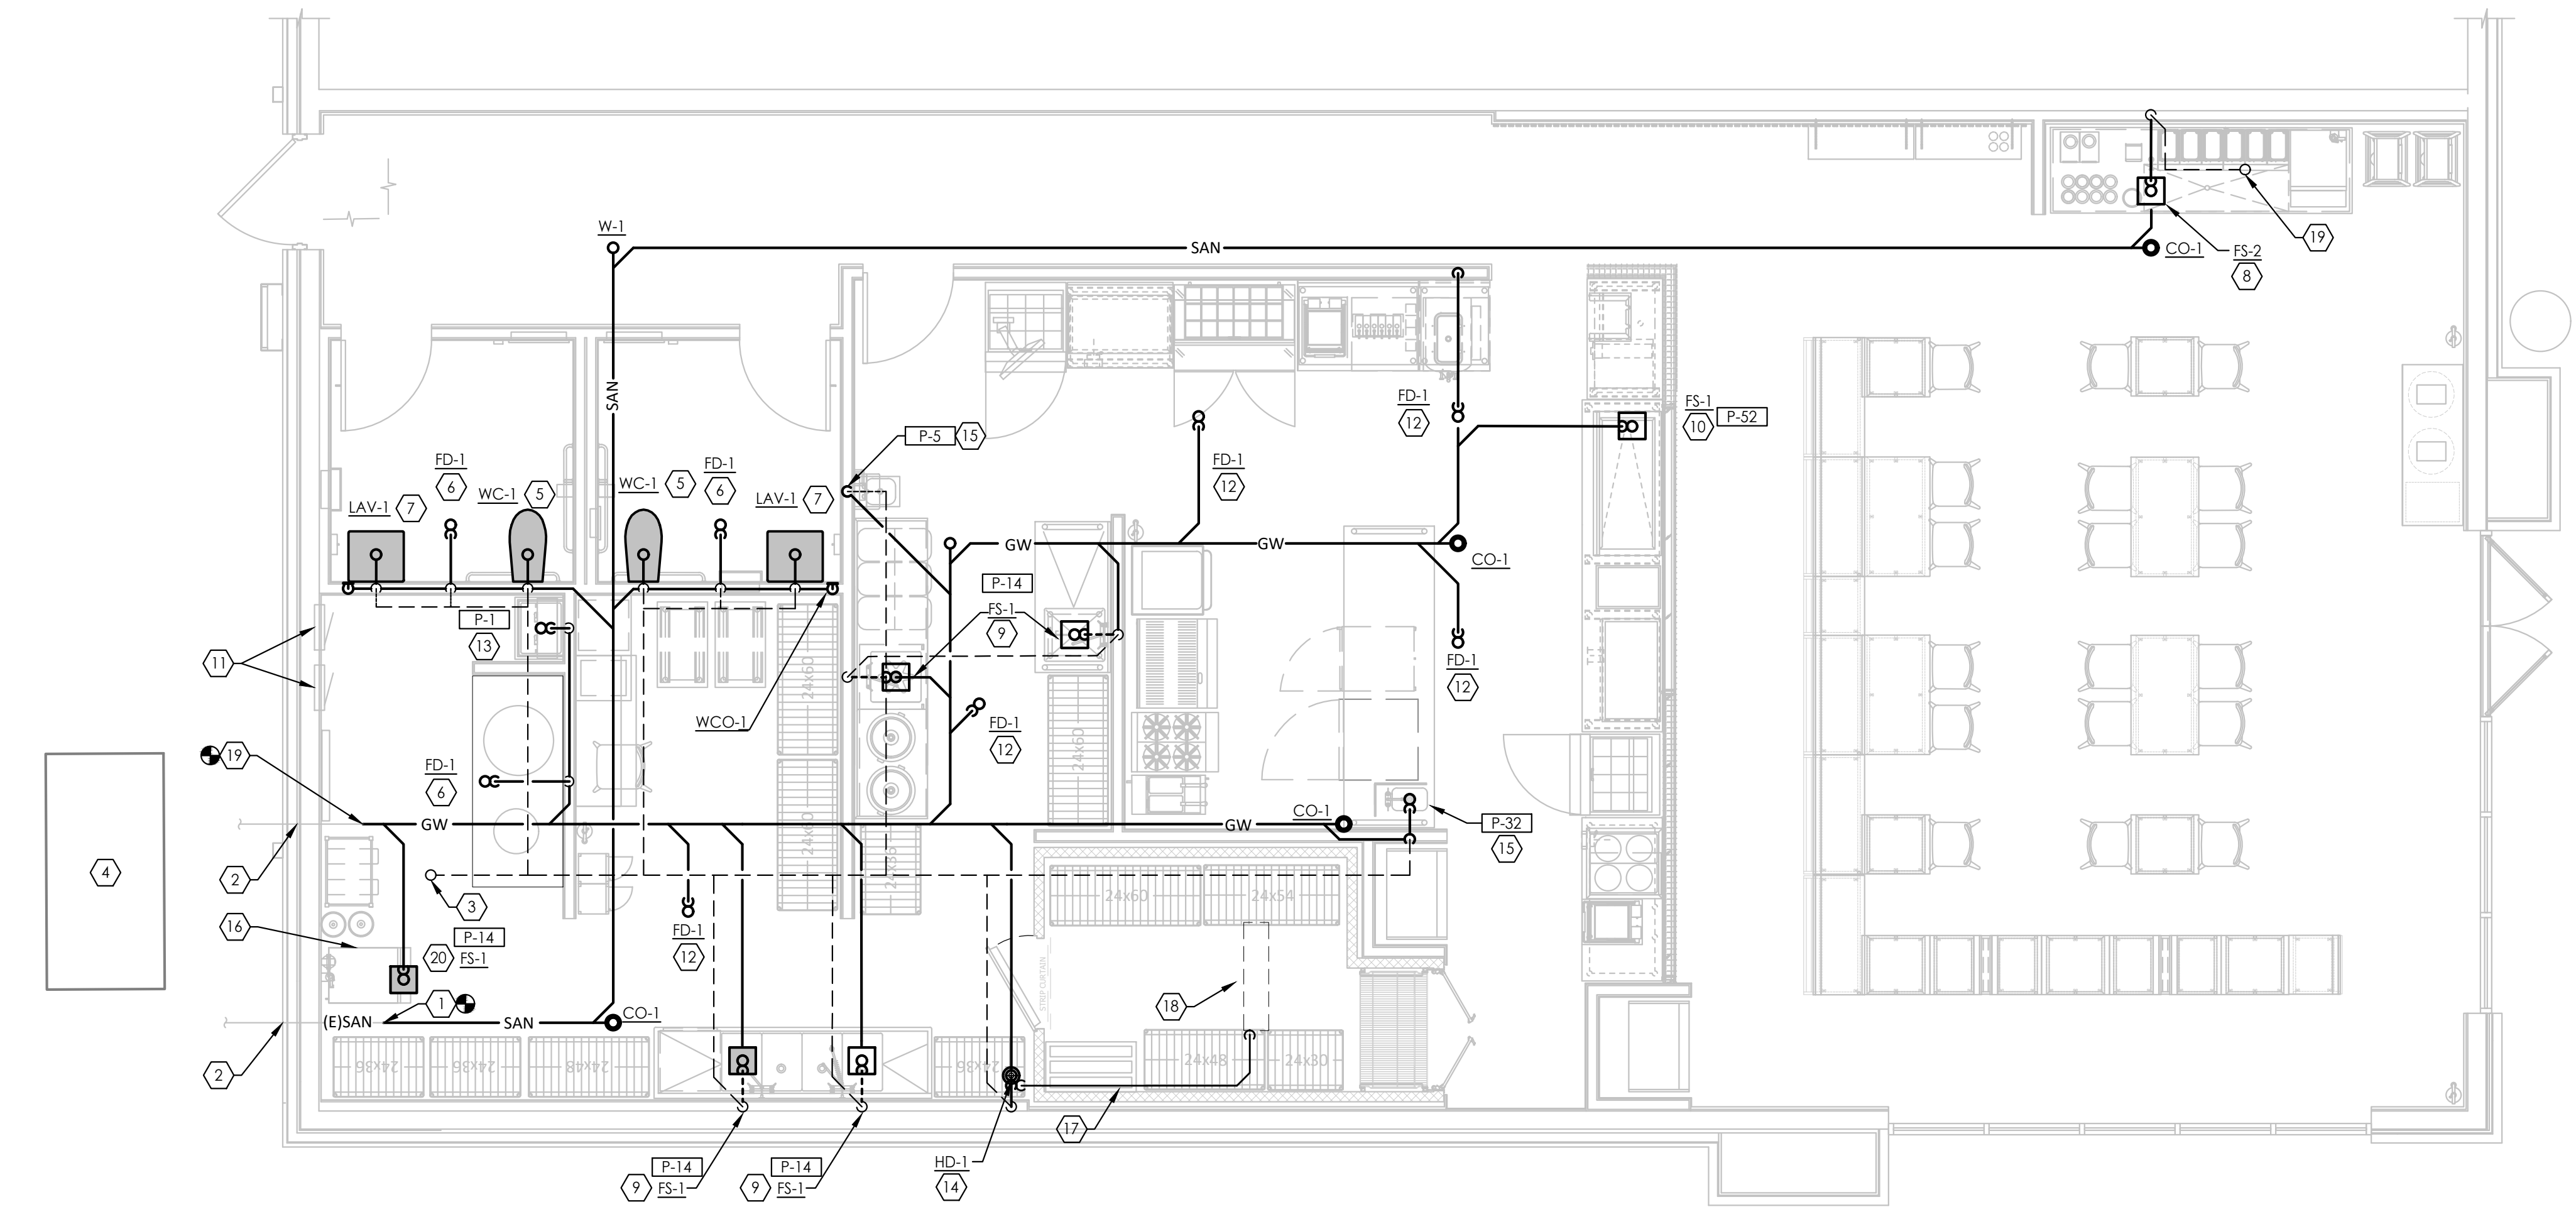 W-1
SAN
CO-1
FS-2
8
19
SAN
FD-1
12
FS-1
10
P-52
P-5
15
FD-1
6
WC-1
5
WC-1
5
FD-1
6
LAV-1
7
LAV-1
7
FD-1
12
GW
GW
CO-1
P-14
FS-1
9
P-1
13
11
24x60
24x60
FD-1
12
WCO-1
FD-1
12
19
FD-1
6
4
2
GW
GW
CO-1
P-32
15
24x60
24x36
3
24x60
24x54
16
P-14
20
FS-1
FD-1
12
STRIP CURTAIN
18
1
(E)SAN
SAN
CO-1
2
24x36
24x36
24x48
24x36
24x48
24x30
17
P-14
9
FS-1
P-14
9
FS-1
HD-1
14
24x60